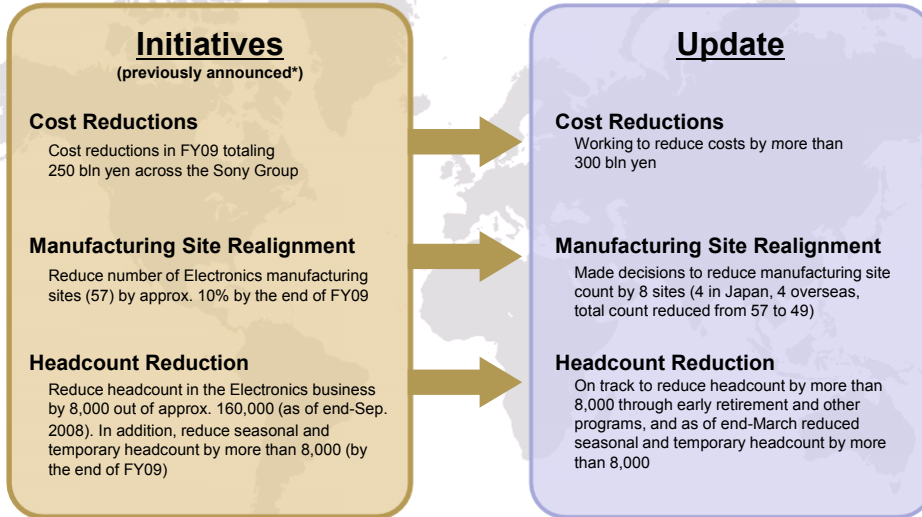 Initiatives
(previously announced*)
Cost Reductions
Cost reductions in FY09 totaling
250 bln yen across the Sony Group
Manufacturing Site Realignment
Reduce number of Electronics manufacturing
sites (57) by approx. 10% by the end of FY09
Headcount Reduction
Reduce headcount in the Electronics business
by 8,000 out of approx. 160,000 (as of end-Sep.
2008). In addition, reduce seasonal and
temporary headcount by more than 8,000 (by
the end of FY09)
Update
Cost Reductions
Working to reduce costs by more than
300 bln yen
Manufacturing Site Realignment
Made decisions to reduce manufacturing site
count by 8 sites (4 in Japan, 4 overseas,
total count reduced from 57 to 49)
Headcount Reduction
On track to reduce headcount by more than
8,000 through early retirement and other
programs, and as of end-March reduced
seasonal and temporary headcount by more
than 8,000